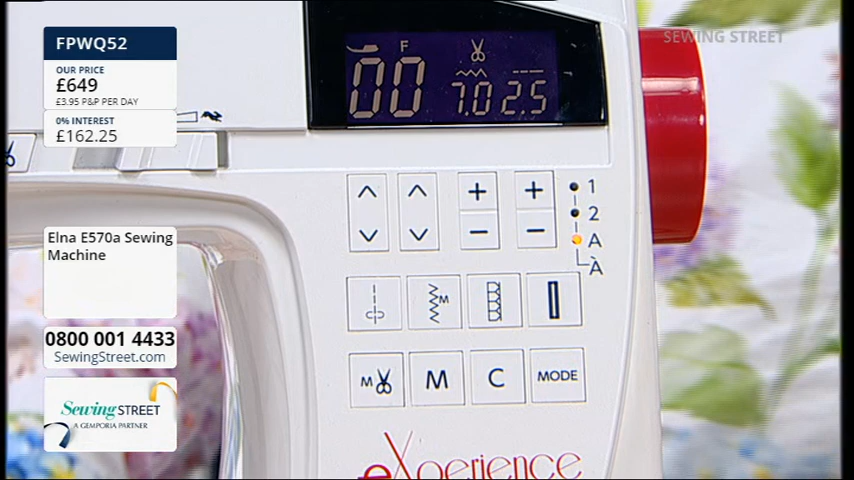 FPWQ52
OUR PRICE
£649
£3.95 P&P PER DAY
0% INTEREST
£162.25
Elna E570a Sewing
Machine
0800 001 4433
SewingStreet.com
Sewing STREET
A GEMPORIA PARTNER
SEWING STREET
F
00 7.0 2.5
1
2
A
A
M
M M C MODE
eXperience